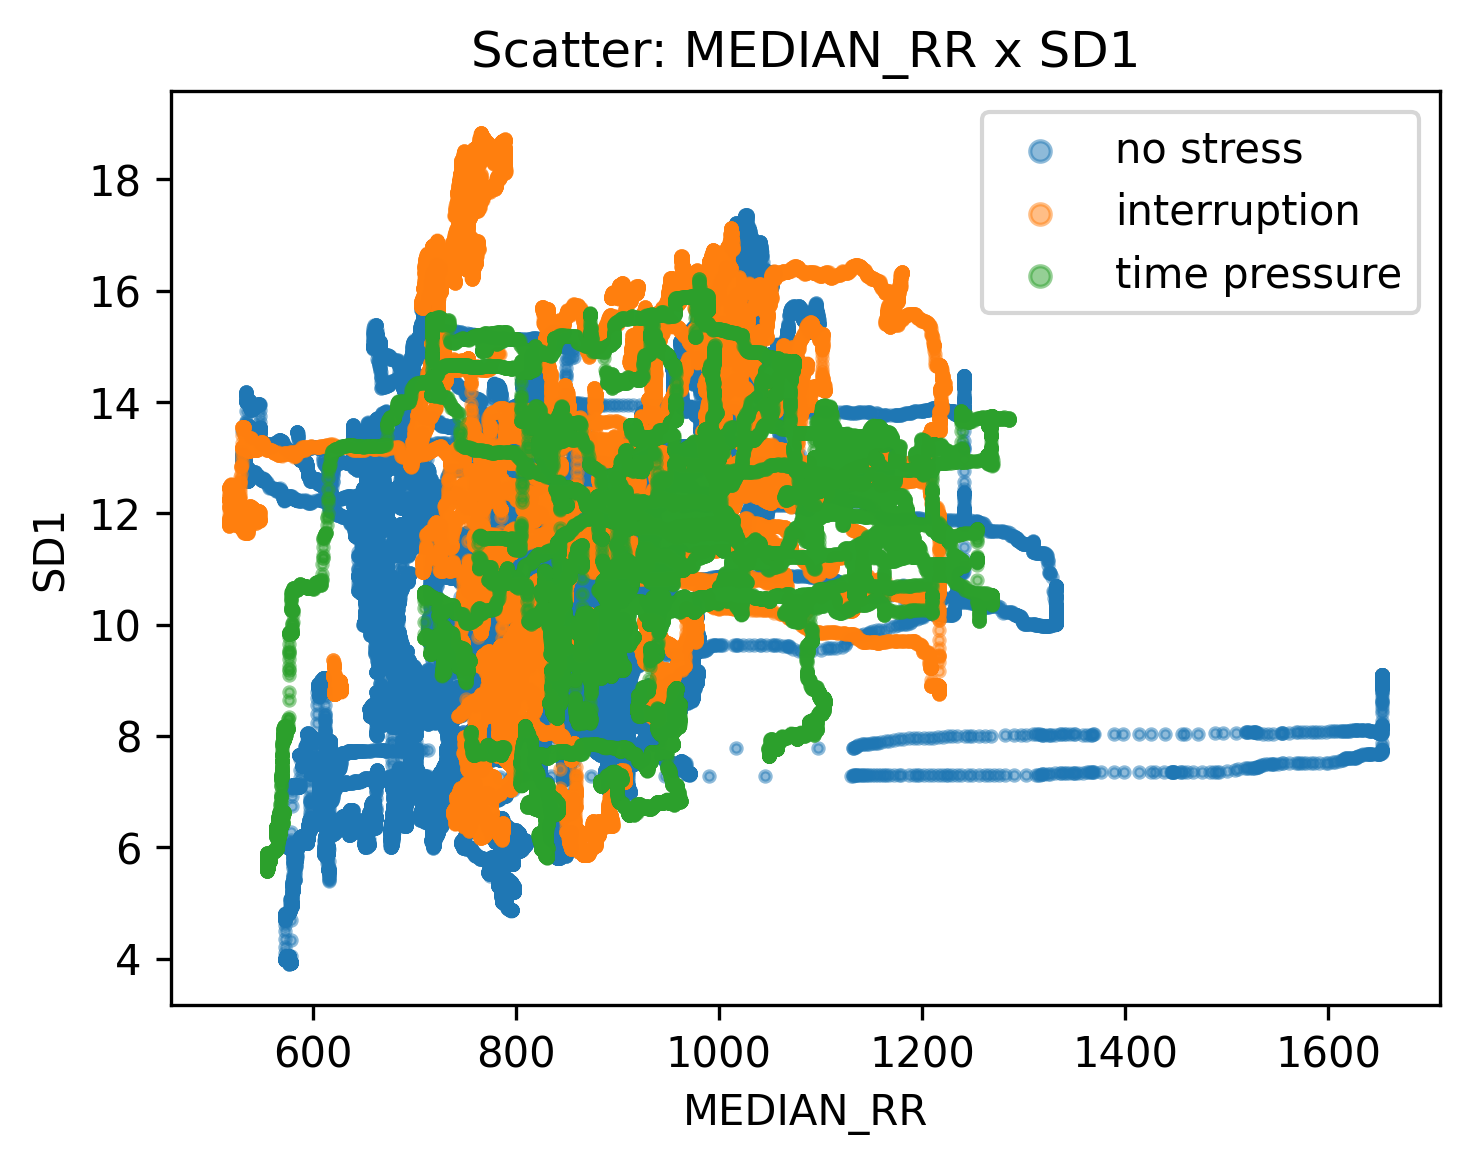 Scatter: MEDIAN_RR x SD1
no stress
interruption
time pressure
18
16
14
12
10
8
6
4
SD1
600 800 1000 1200 1400 1600
MEDIAN_RR